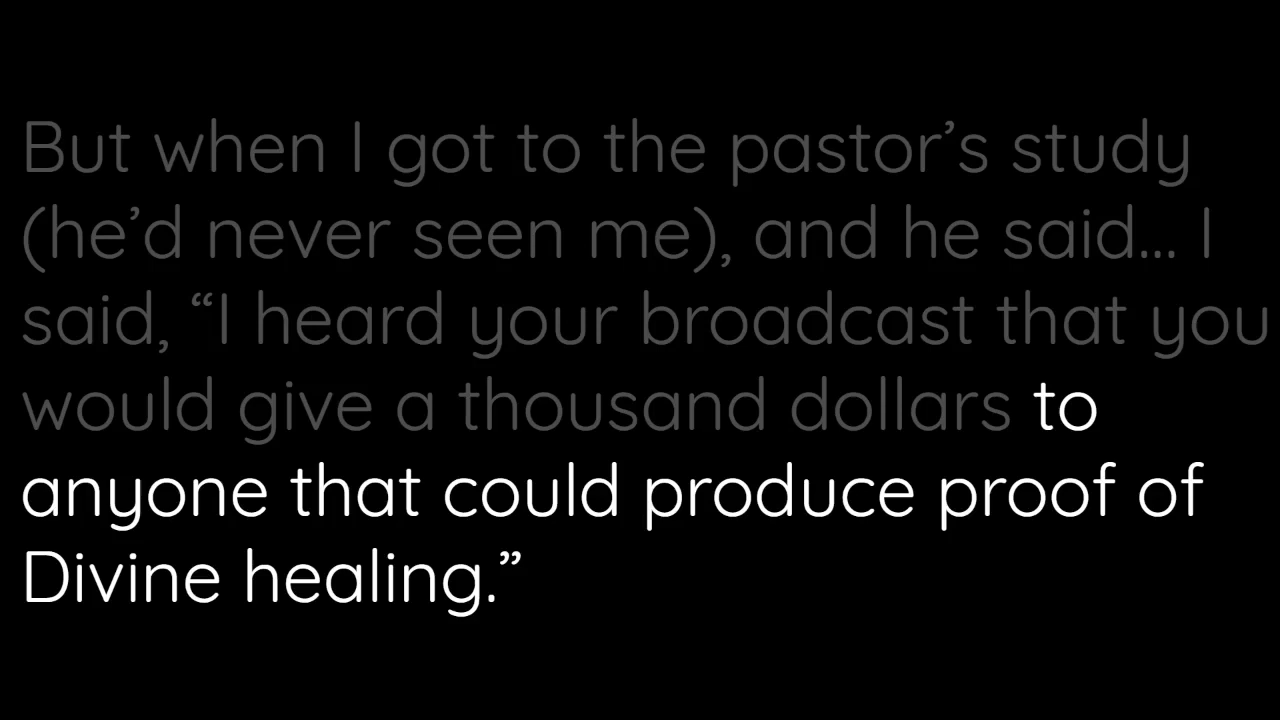 But when I got to the pastor’s study
(he’d never seen me), and he said... I
said, “I heard your broadcast that you
would give a thousand dollars to
anyone that could produce proof of
Divine healing.”